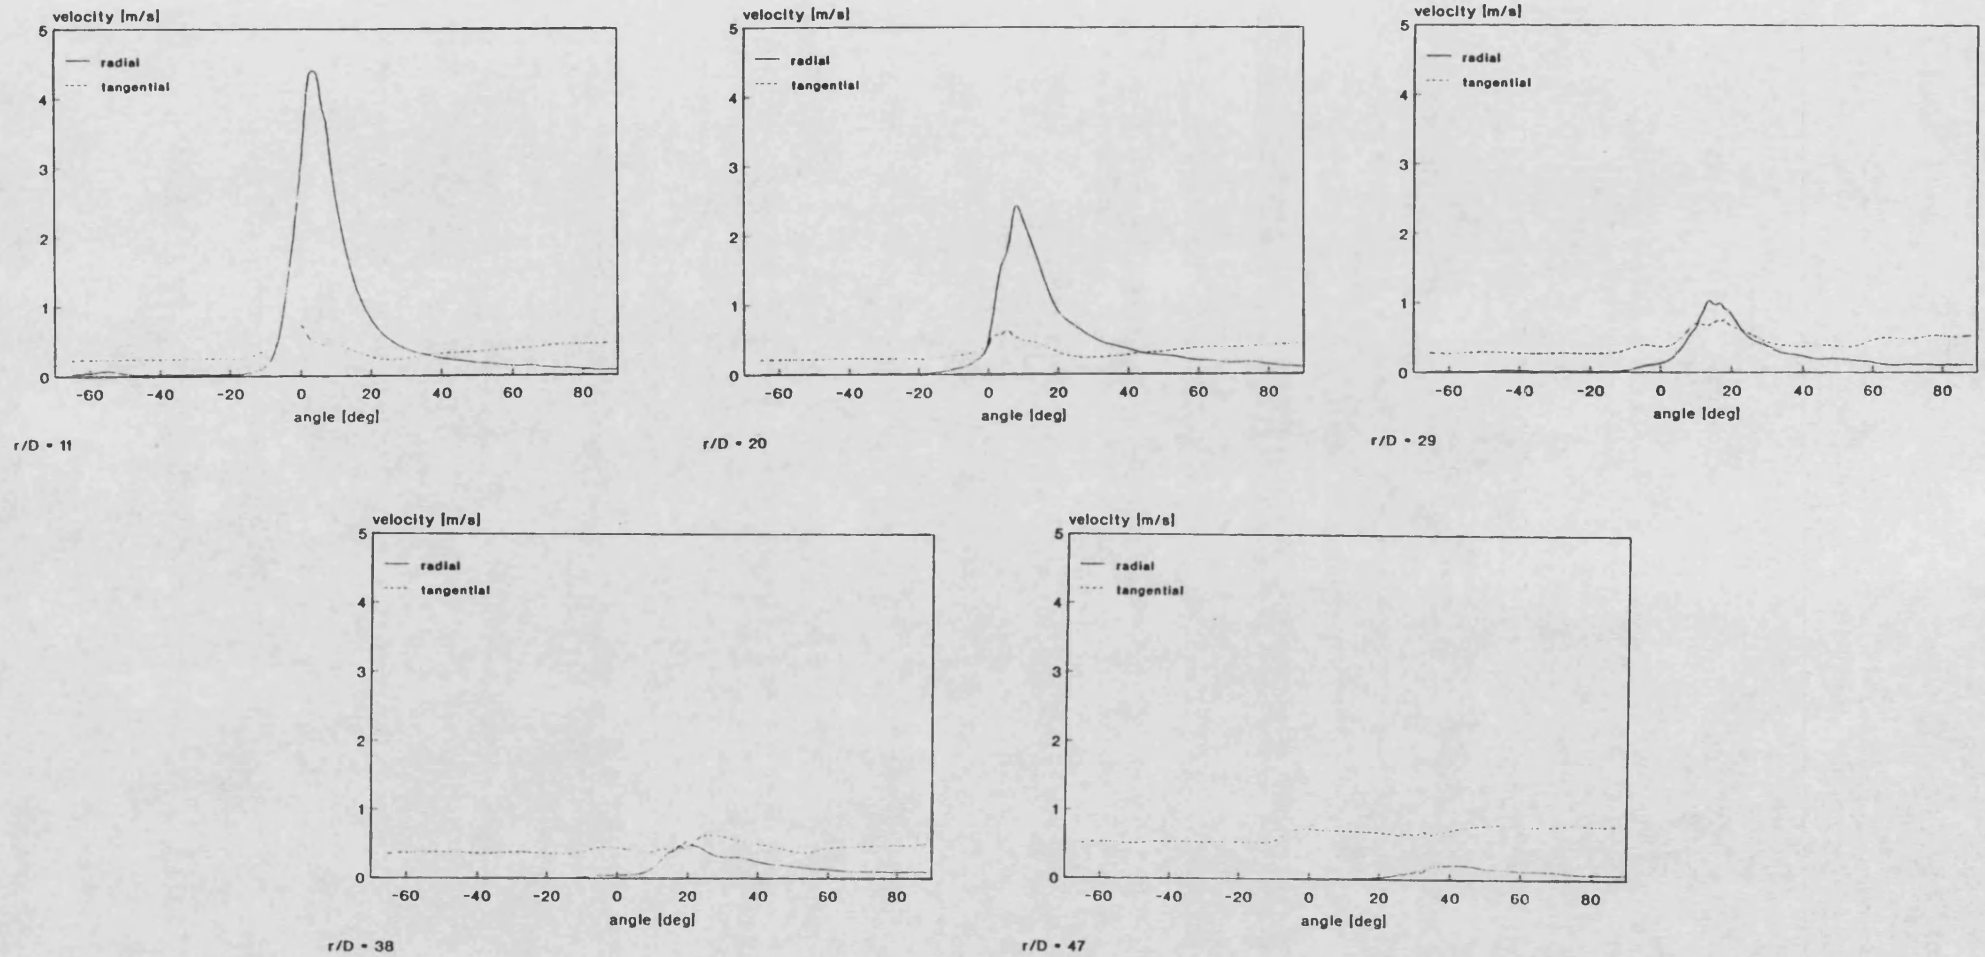 velocity [m/s]
5
radial
tangential
4
3
2
1
0
-60 -40 -20 0 20 40 60 80
angle [deg]
r/D = 11
velocity [m/s]
5
radial
tangential
4
3
2
1
0
-60 -40 -20 0 20 40 60 80
angle [deg]
r/D = 20
velocity [m/s]
5
radial
tangential
4
3
2
1
0
-60 -40 -20 0 20 40 60 80
angle [deg]
r/D = 29
velocity [m/s]
5
radial
tangential
4
3
2
1
0
-60 -40 -20 0 20 40 60 80
angle [deg]
r/D = 38
velocity [m/s]
5
radial
tangential
4
3
2
1
0
-60 -40 -20 0 20 40 60 80
angle [deg]
r/D = 47